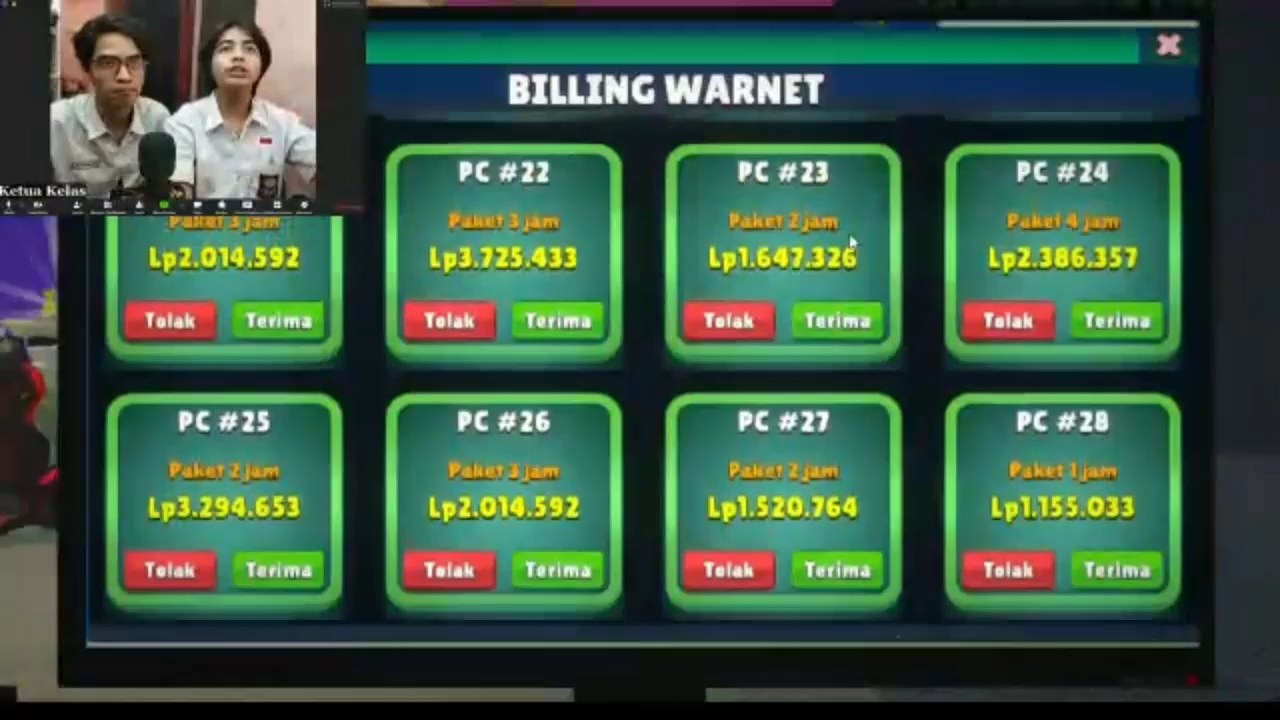 BILLING WARNET
Ketua Kelas
Paket 3 jam
Lp2.014.592
Tolak Terima
PC #22
Paket 3 jam
Lp3.725.433
Tolak Terima
PC #23
Paket 2 jam
Lp1.647.326
Tolak Terima
PC #24
Paket 4 jam
Lp2.386.357
Tolak Terima
PC #25
Paket 2 jam
Lp3.294.653
Tolak Terima
PC #26
Paket 3 jam
Lp2.014.592
Tolak Terima
PC #27
Paket 2 jam
Lp1.520.764
Tolak Terima
PC #28
Paket 1 jam
Lp1.155.033
Tolak Terima